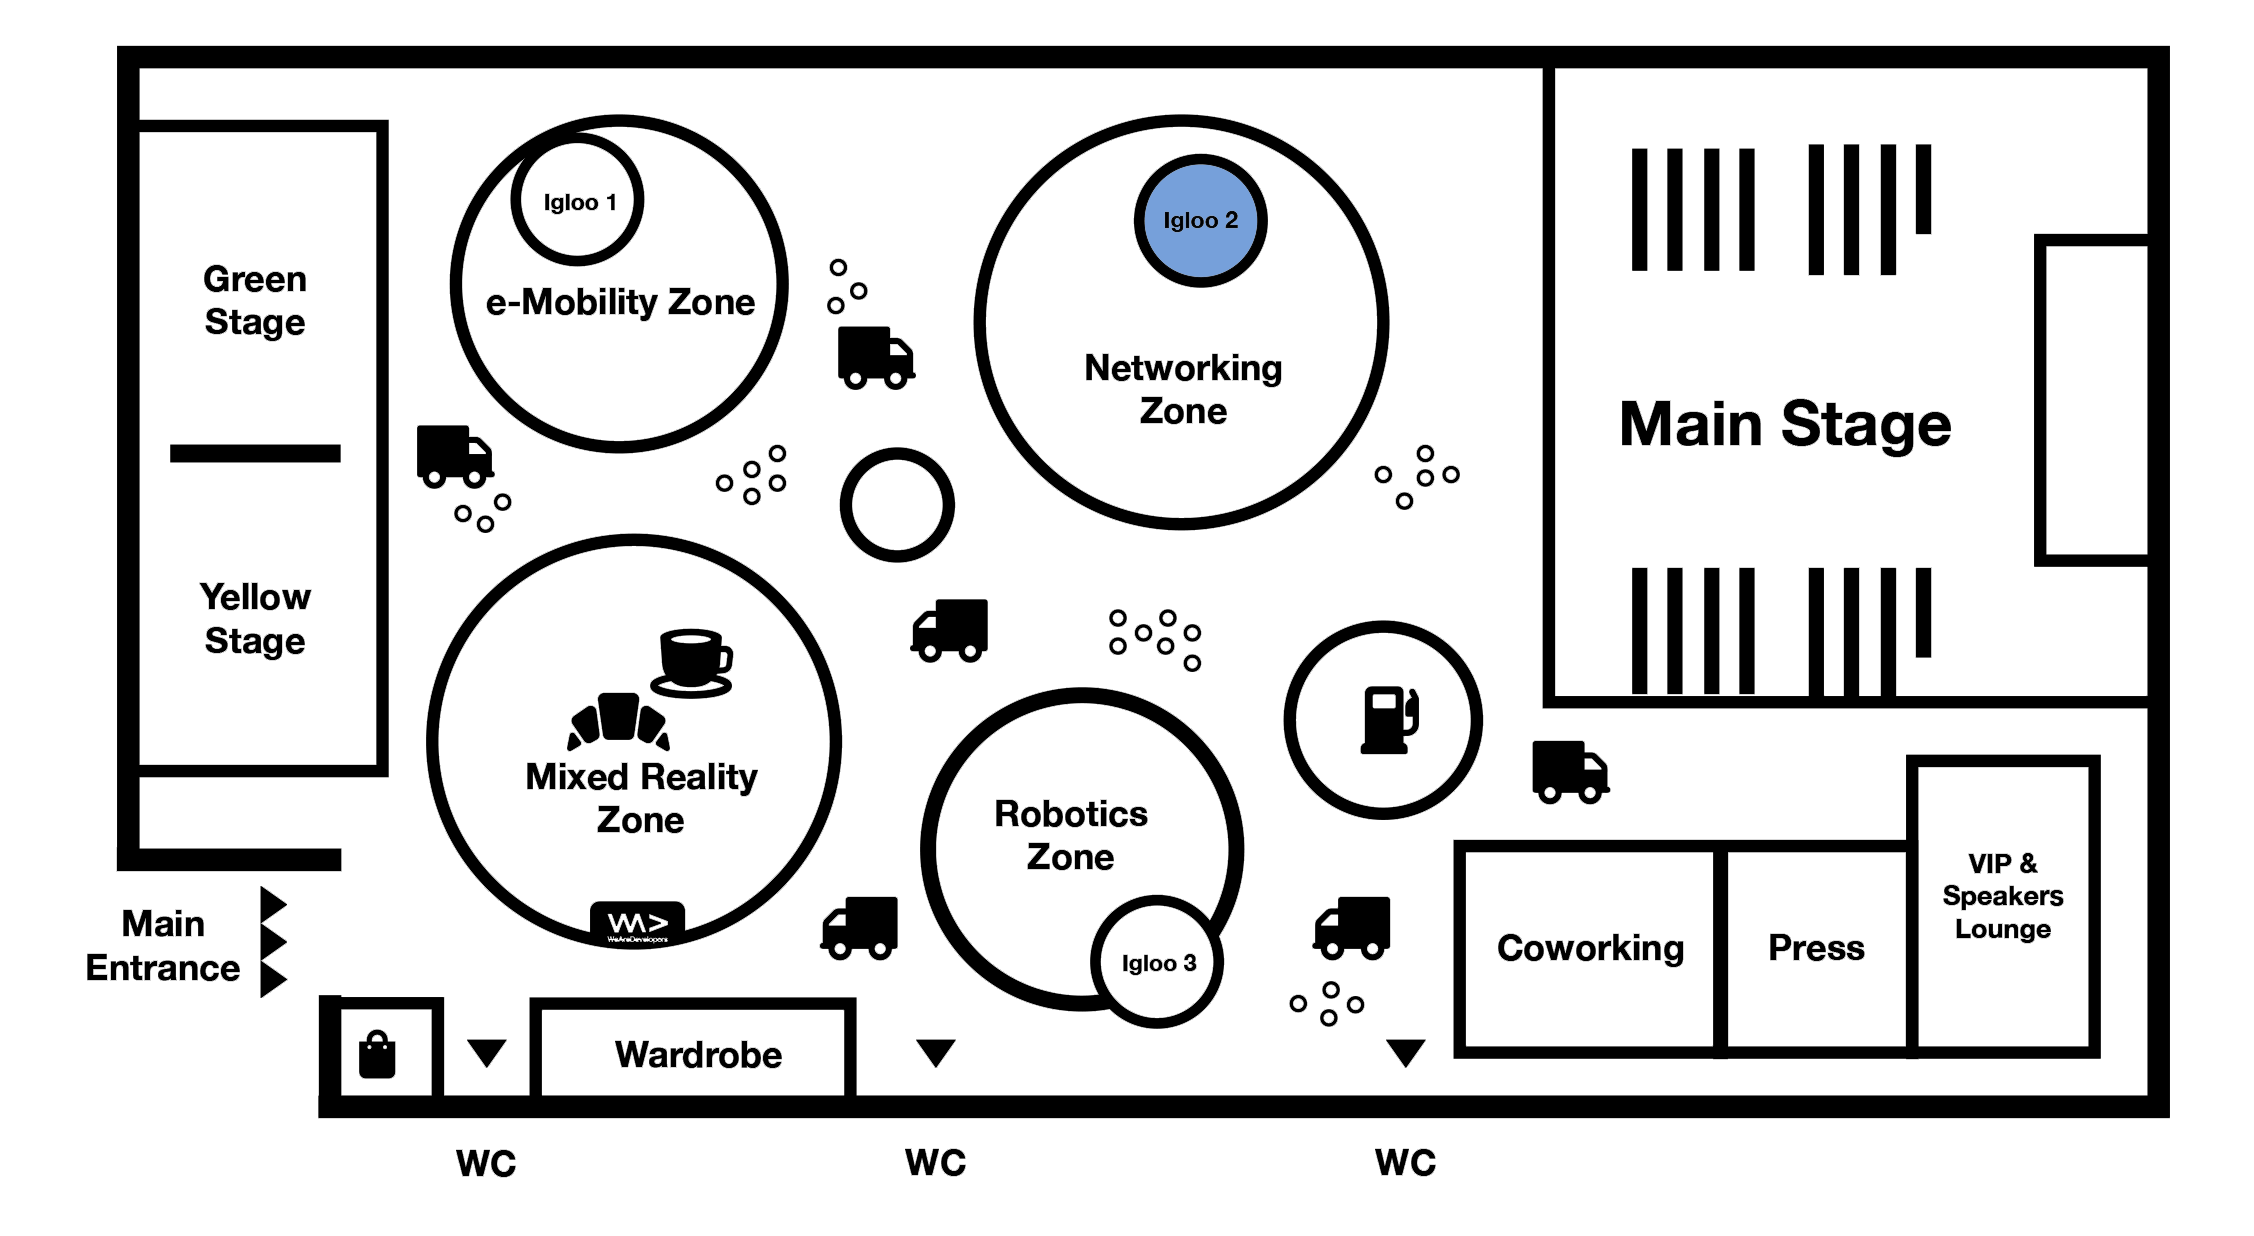 Igloo 1
Igloo 2
Green
Stage
e-Mobility Zone
Networking
Zone
Main Stage
Yellow
Stage
Mixed Reality
Zone
Robotics
Zone
VIP &
Speakers
Lounge
Main
Entrance
WeAreDevelopers
Coworking
Press
Igloo 3
Wardrobe
WC
WC
WC